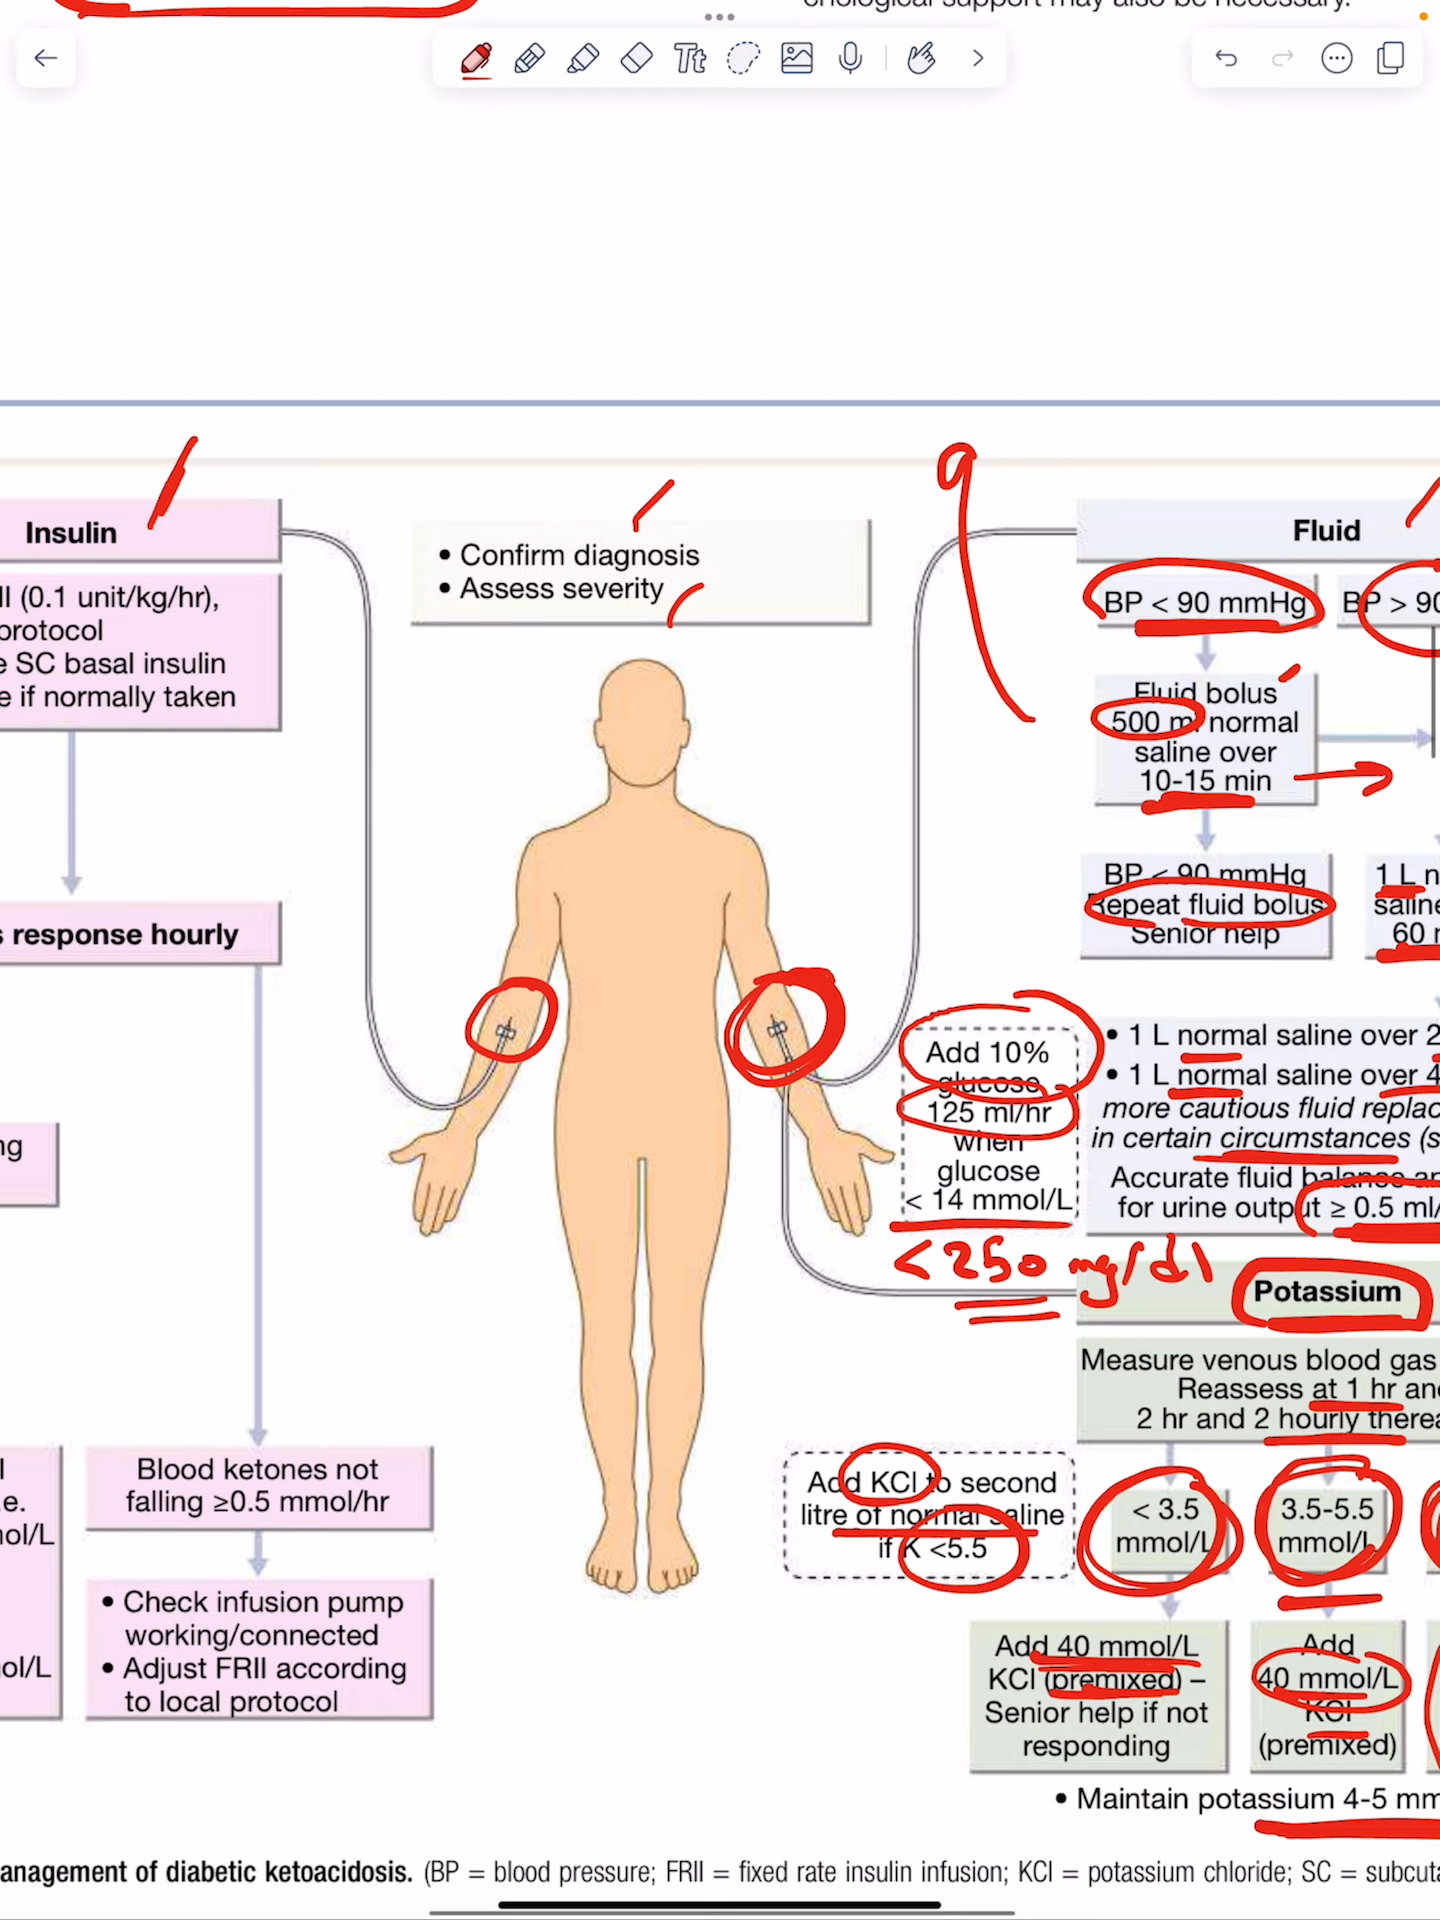 Tt
Insulin
II (0.1 unit/kg/hr),
protocol
e SC basal insulin
e if normally taken
s response hourly
ng
Blood ketones not
falling ≥0.5 mmol/hr
.e.
ol/L
• Check infusion pump
working/connected
• Adjust FRII according
to local protocol
ol/L
• Confirm diagnosis
• Assess severity
Fluid
BP < 90 mmHg
BP > 90
Fluid bolus
500 ml normal
saline over
10-15 min
BP < 90 mmHg
Repeat fluid bolus
Senior help
1 L n
saline
60 m
Add 10%
glucose
125 ml/hr
when
glucose
< 14 mmol/L
<250 mg/dl
• 1 L normal saline over 2
• 1 L normal saline over 4
more cautious fluid replac
in certain circumstances (s
Accurate fluid balance an
for urine output ≥ 0.5 ml/
Potassium
Measure venous blood gas
Reassess at 1 hr and
2 hr and 2 hourly therea
Add KCl to second
litre of normal saline
if K <5.5
< 3.5
mmol/L
3.5-5.5
mmol/L
Add 40 mmol/L
KCl (premixed) –
Senior help if not
responding
Add
40 mmol/L
KCl
(premixed)
• Maintain potassium 4-5 mm
anagement of diabetic ketoacidosis. (BP = blood pressure; FRII = fixed rate insulin infusion; KCl = potassium chloride; SC = subcuta